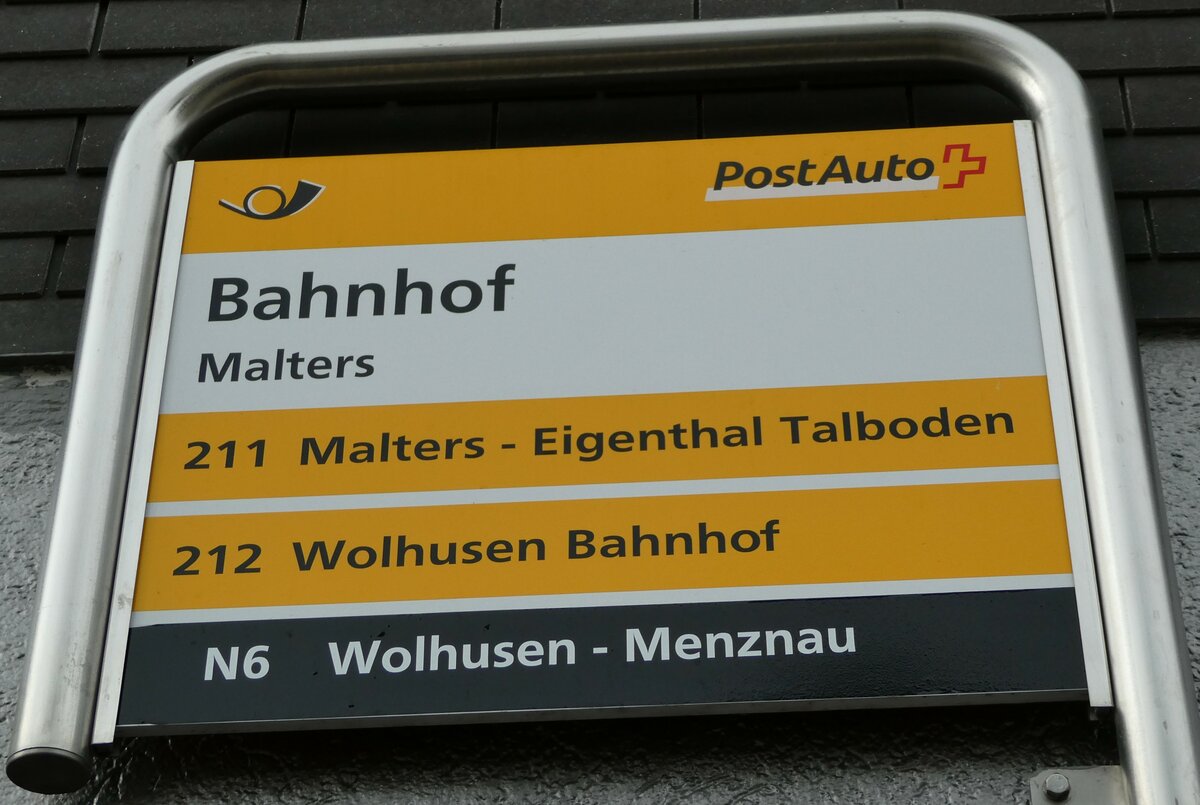 PostAuto
Bahnhof
Malters
211 Malters - Eigenthal Talboden
212 Wolhusen Bahnhof
N6 Wolhusen - Menznau